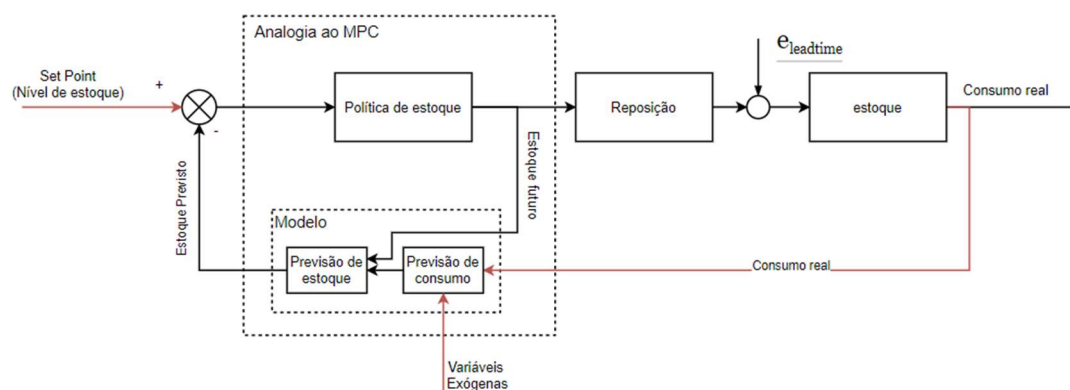 Analogia ao MPC
e leadtime
Set Point
(Nível de estoque)
+
-
Política de estoque
Reposição
estoque
Consumo real
Estoque Previsto
Estoque futuro
Modelo
Previsão de
estoque
Previsão de
consumo
Consumo real
Variáveis
Exógenas